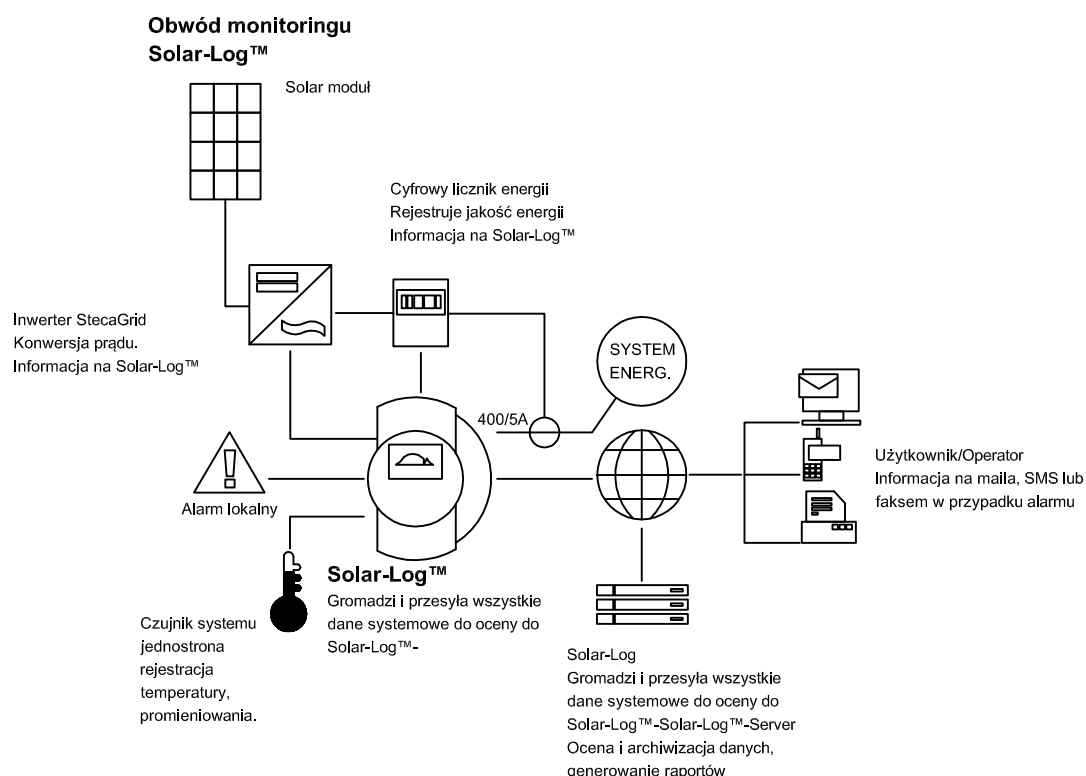 Obwód monitoringu
Solar-Log™
Solar moduł
Cyfrowy licznik energii
Rejestruje jakość energii
Informacja na Solar-Log™
Inwerter StecaGrid
Konwersja prądu.
Informacja na Solar-Log™
SYSTEM
ENERG.
400/5A
Alarm lokalny
Użytkownik/Operator
Informacja na maila, SMS lub
faksem w przypadku alarmu
Solar-Log™
Gromadzi i przesyła wszystkie
dane systemowe do oceny do
Solar-Log™-
Czujnik systemu
jednostrona
rejestracja
temperatury,
promieniowania.
Solar-Log
Gromadzi i przesyła wszystkie
dane systemowe do oceny do
Solar-Log™-Solar-Log™-Server
Ocena i archiwizacja danych,
generowanie raportów